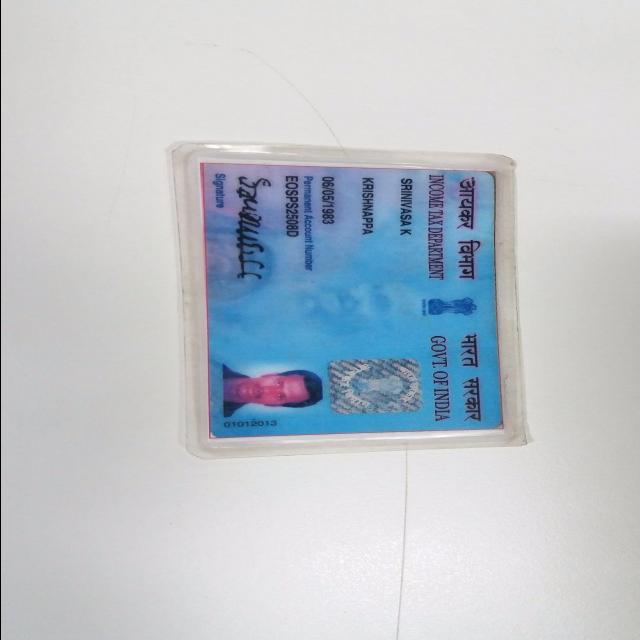 आयकर विभाग भारत सरकार
INCOME TAX DEPARTMENT GOVT. OF INDIA
SRINIVASA K
KRISHNAPPA
06/05/1983
Permanent Account Number
EOSPS2508D
Signature
01012013